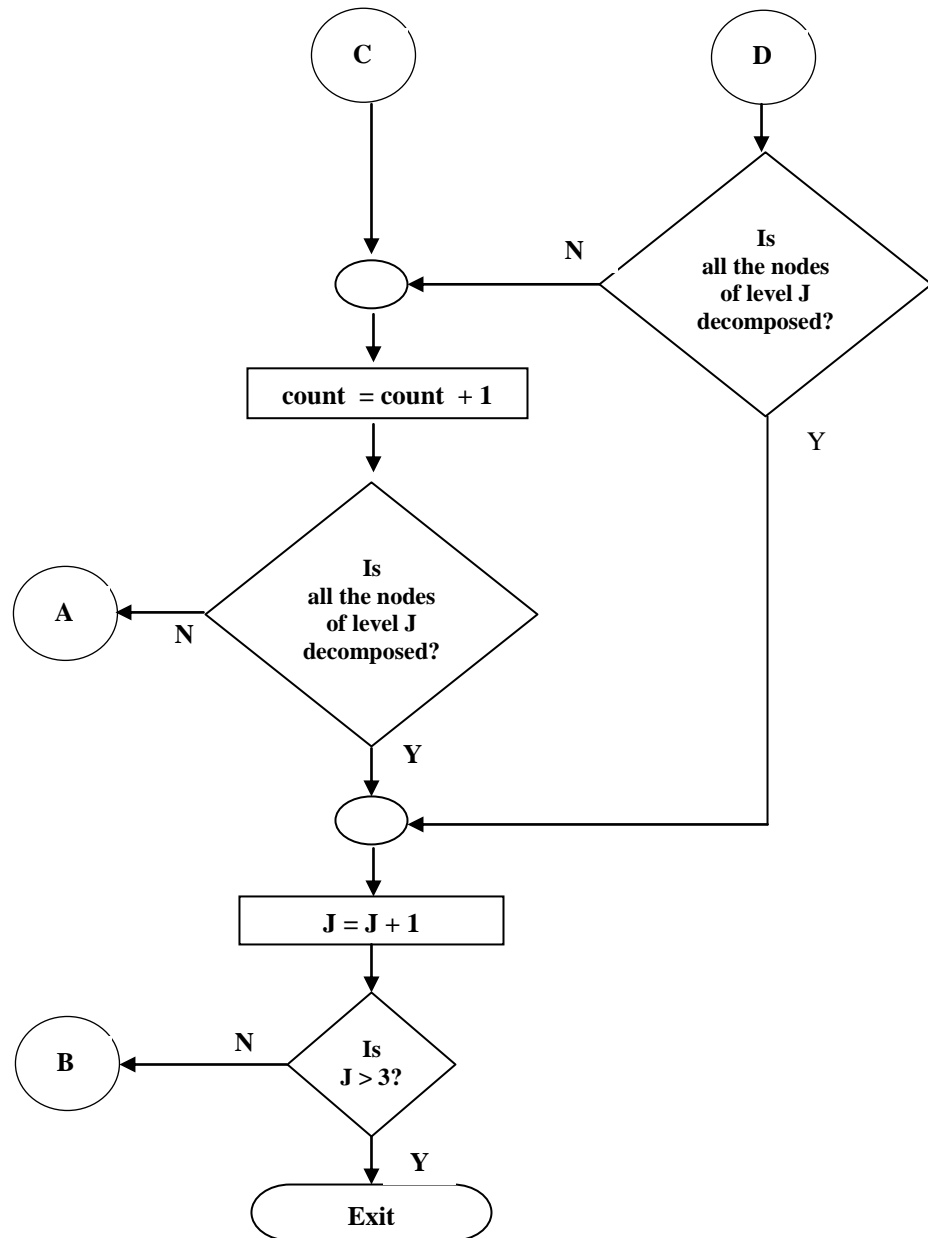 C
D
Is
all the nodes
of level J
decomposed?
N
Y
count = count + 1
Is
all the nodes
of level J
decomposed?
A
N
Y
J = J + 1
Is
J > 3?
B
N
Y
Exit